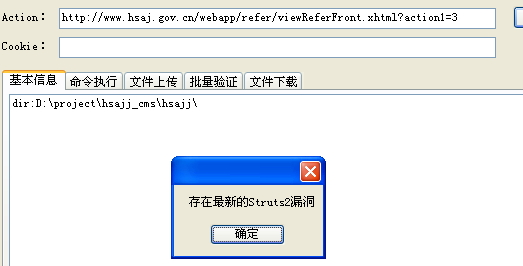 Action： http://www.hsaj.gov.cn/webapp/refer/viewReferFront.xhtml?action1=3
Cookie：
基本信息 命令执行 文件上传 批量验证 文件下载
dir:D:\project\hsajj_cms\hsajj\
存在最新的Struts2漏洞
确定